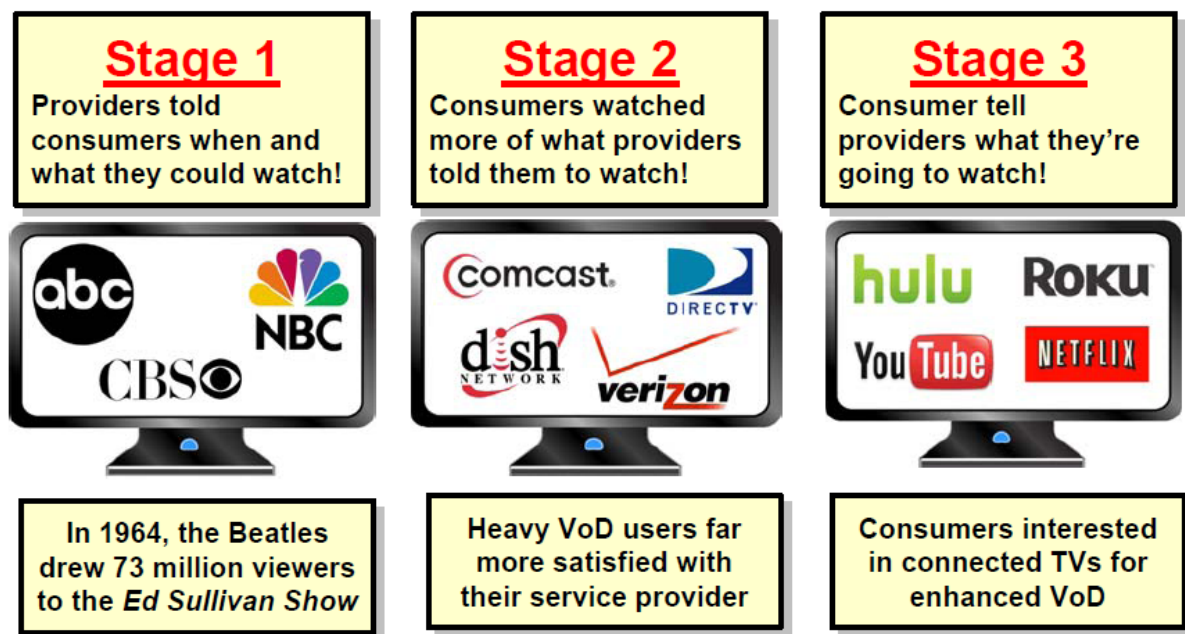 Stage 1
Providers told
consumers when and
what they could watch!
Stage 2
Consumers watched
more of what providers
told them to watch!
Stage 3
Consumer tell
providers what they're
going to watch!
abc
NBC
CBS
comcast.
DIRECTV
dish
NETWORK
verizon
hulu
ROKU
YouTube
NETFLIX
In 1964, the Beatles
drew 73 million viewers
to the Ed Sullivan Show
Heavy VoD users far
more satisfied with
their service provider
Consumers interested
in connected TVs for
enhanced VoD